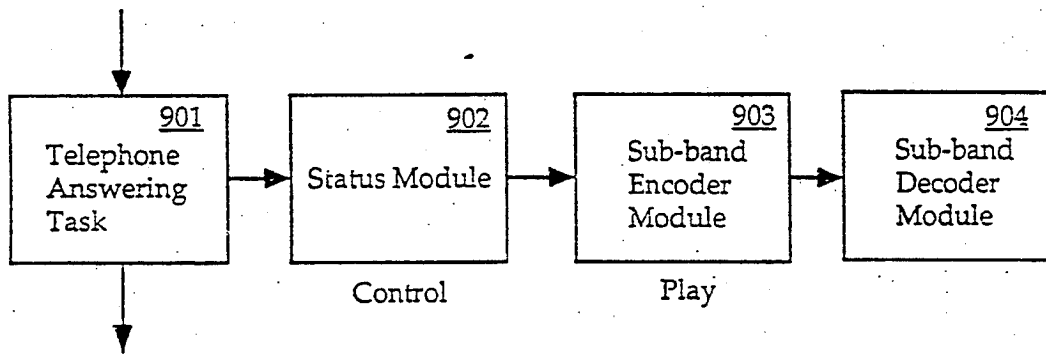 901
Telephone
Answering
Task
902
Status Module
903
Sub-band
Encoder
Module
904
Sub-band
Decoder
Module
Control
Play